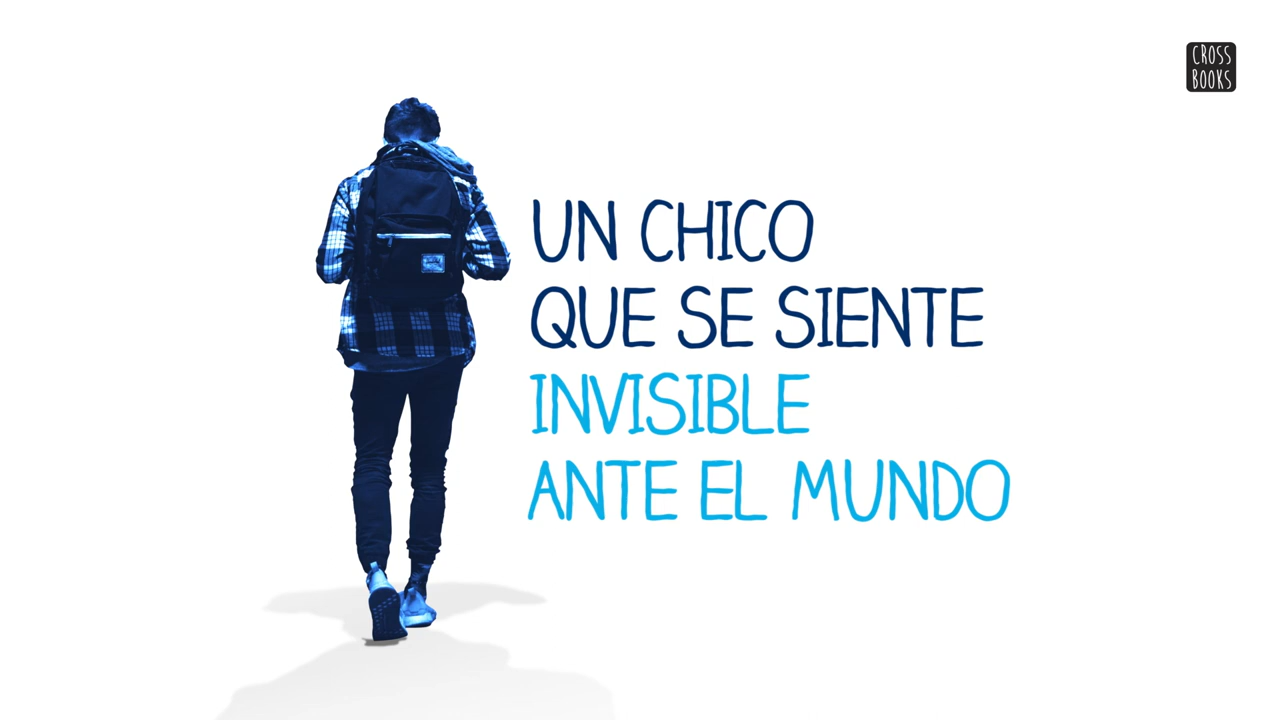 CROSS
BOOKS
UN CHICO
QUE SE SIENTE
INVISIBLE
ANTE EL MUNDO